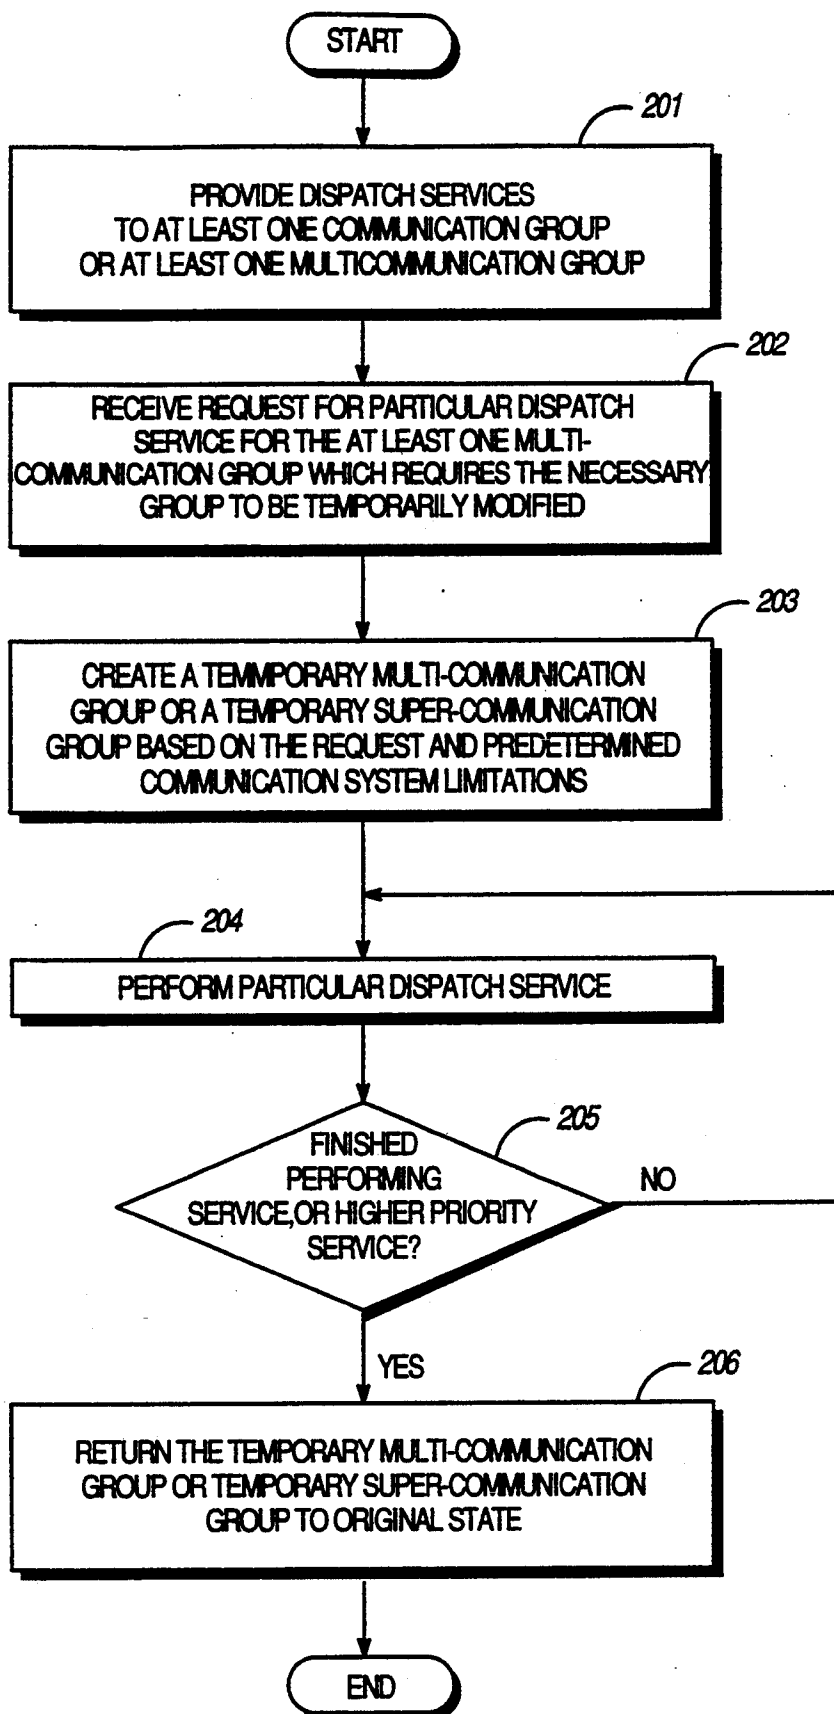 START
201
PROVIDE DISPATCH SERVICES
TO AT LEAST ONE COMMUNICATION GROUP
OR AT LEAST ONE MULTICOMMUNICATION GROUP
202
RECEIVE REQUEST FOR PARTICULAR DISPATCH
SERVICE FOR THE AT LEAST ONE MULTI-
COMMUNICATION GROUP WHICH REQUIRES THE NECESSARY
GROUP TO BE TEMPORARILY MODIFIED
203
CREATE A TEMMPORARY MULTI-COMMUNICATION
GROUP OR A TEMPORARY SUPER-COMMUNICATION
GROUP BASED ON THE REQUEST AND PREDETERMINED
COMMUNICATION SYSTEM LIMITATIONS
204
PERFORM PARTICULAR DISPATCH SERVICE
205
FINISHED
PERFORMING
SERVICE,OR HIGHER PRIORITY
SERVICE?
NO
YES
206
RETURN THE TEMPORARY MULTI-COMMUNICATION
GROUP OR TEMPORARY SUPER-COMMUNICATION
GROUP TO ORIGINAL STATE
END